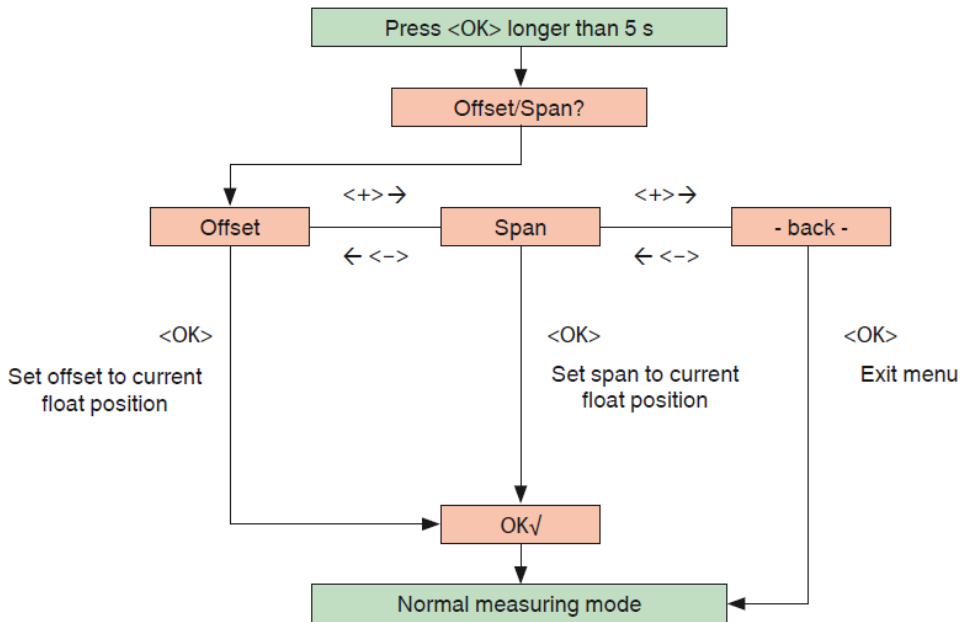 Press <OK> longer than 5 s
Offset/Span?
<+>→
<+>→
Offset
Span
- back -
← <->
← <->
<OK>
<OK>
<OK>
Set offset to current
float position
Set span to current
float position
Exit menu
OK√
Normal measuring mode